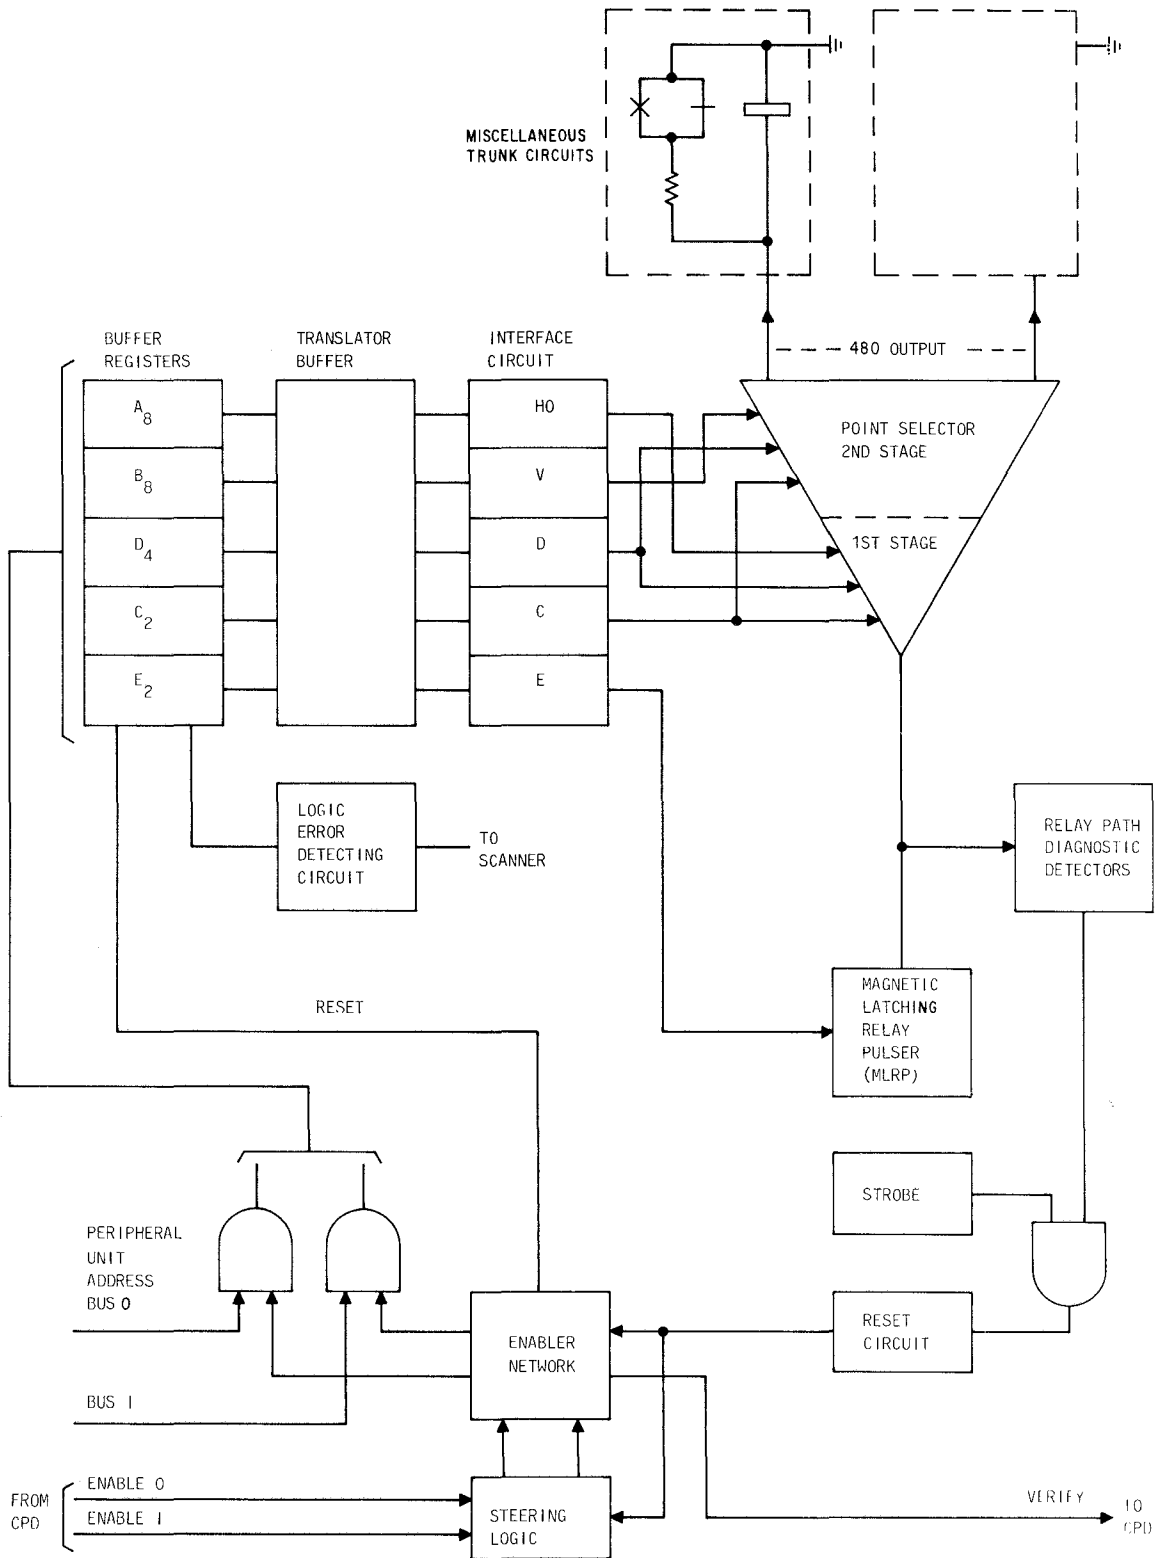 MISCELLANEOUS
TRUNK CIRCUITS
BUFFER
REGISTERS
TRANSLATOR
BUFFER
INTERFACE
CIRCUIT
— — — 480 OUTPUT — — —
A8
HO
POINT SELECTOR
2ND STAGE
B8
V
D4
D
1ST STAGE
C2
C
E2
E
LOGIC
ERROR
DETECTING
CIRCUIT
TO
SCANNER
RELAY PATH
DIAGNOSTIC
DETECTORS
RESET
MAGNETIC
LATCHING
RELAY
PULSER
(MLRP)
STROBE
PERIPHERAL
UNIT
ADDRESS
BUS 0
ENABLER
NETWORK
RESET
CIRCUIT
BUS 1
FROM
CPD
ENABLE 0
ENABLE 1
STEERING
LOGIC
VERIFY
TO
CPD